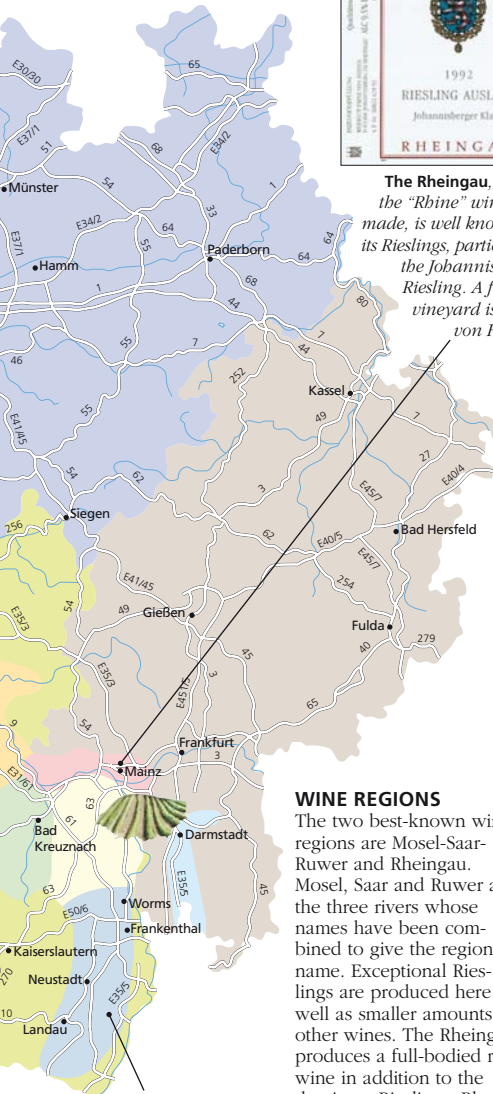 1992
RIESLING AUSL
Johannisberger Kla
RHEINGA
The Rheingau,
the “Rhine” win
made, is well kno
its Rieslings, partic
the Johannis
Riesling. A f
vineyard is
von P
65
E30/30
E37/1
51
68
E34/2
1
Münster
54
33
E34/2
64
55
64
64
E37/1
Hamm
Paderborn
68
1
44
80
55
7
7
44
46
252
Kassel
49
7
55
E41/45
27
54
E40/4
62
3
E45/7
Siegen
256
62
E40/5
Bad Hersfeld
E45/7
E41/45
254
54
49
Gießen
E35/3
Fulda
279
45
40
E35/3
3
E451/5
65
54
9
Frankfurt
3
Mainz
E31/61
63
61
Bad
Kreuznach
Darmstadt
E35/5
45
63
Worms
E50/6
Frankenthal
Kaiserslautern
270
Neustadt
E35/5
10
Landau
WINE REGIONS
The two best-known win
regions are Mosel-Saar-
Ruwer and Rheingau.
Mosel, Saar and Ruwer a
the three rivers whose
names have been com-
bined to give the region
name. Exceptional Ries-
lings are produced here
well as smaller amounts
other wines. The Rheing
produces a full-bodied r
wine in addition to the